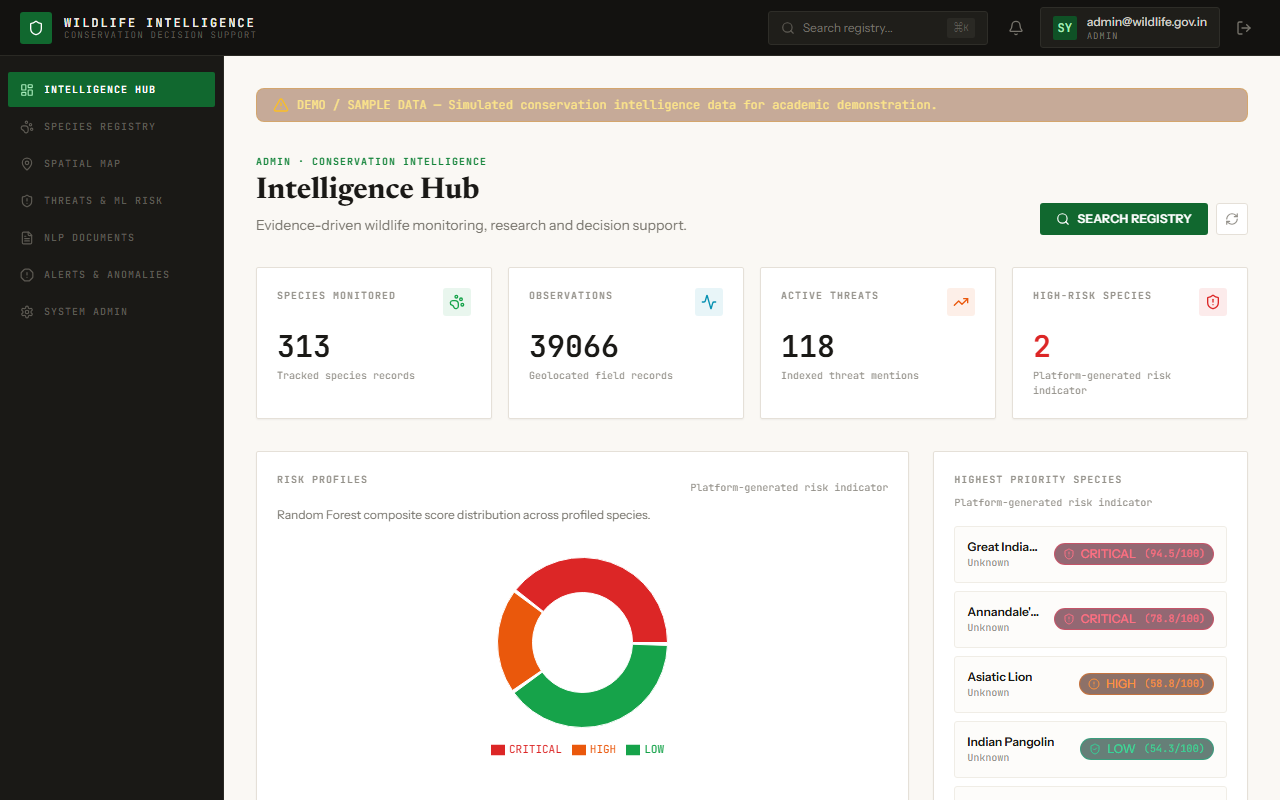 WILDLIFE INTELLIGENCE
CONSERVATION DECISION SUPPORT
Search registry...
⌘K
SY
admin@wildlife.gov.in
ADMIN
INTELLIGENCE HUB
SPECIES REGISTRY
SPATIAL MAP
THREATS & ML RISK
NLP DOCUMENTS
ALERTS & ANOMALIES
SYSTEM ADMIN
DEMO / SAMPLE DATA — Simulated conservation intelligence data for academic demonstration.
ADMIN · CONSERVATION INTELLIGENCE
Intelligence Hub
Evidence-driven wildlife monitoring, research and decision support.
SEARCH REGISTRY
SPECIES MONITORED
313
Tracked species records
OBSERVATIONS
39066
Geolocated field records
ACTIVE THREATS
118
Indexed threat mentions
HIGH-RISK SPECIES
2
Platform-generated risk
indicator
RISK PROFILES
Platform-generated risk indicator
Random Forest composite score distribution across profiled species.
CRITICAL HIGH LOW
HIGHEST PRIORITY SPECIES
Platform-generated risk indicator
Great India...
Unknown
CRITICAL (94.5/100)
Annandale'...
Unknown
CRITICAL (78.8/100)
Asiatic Lion
Unknown
HIGH (58.8/100)
Indian Pangolin
Unknown
LOW (54.3/100)